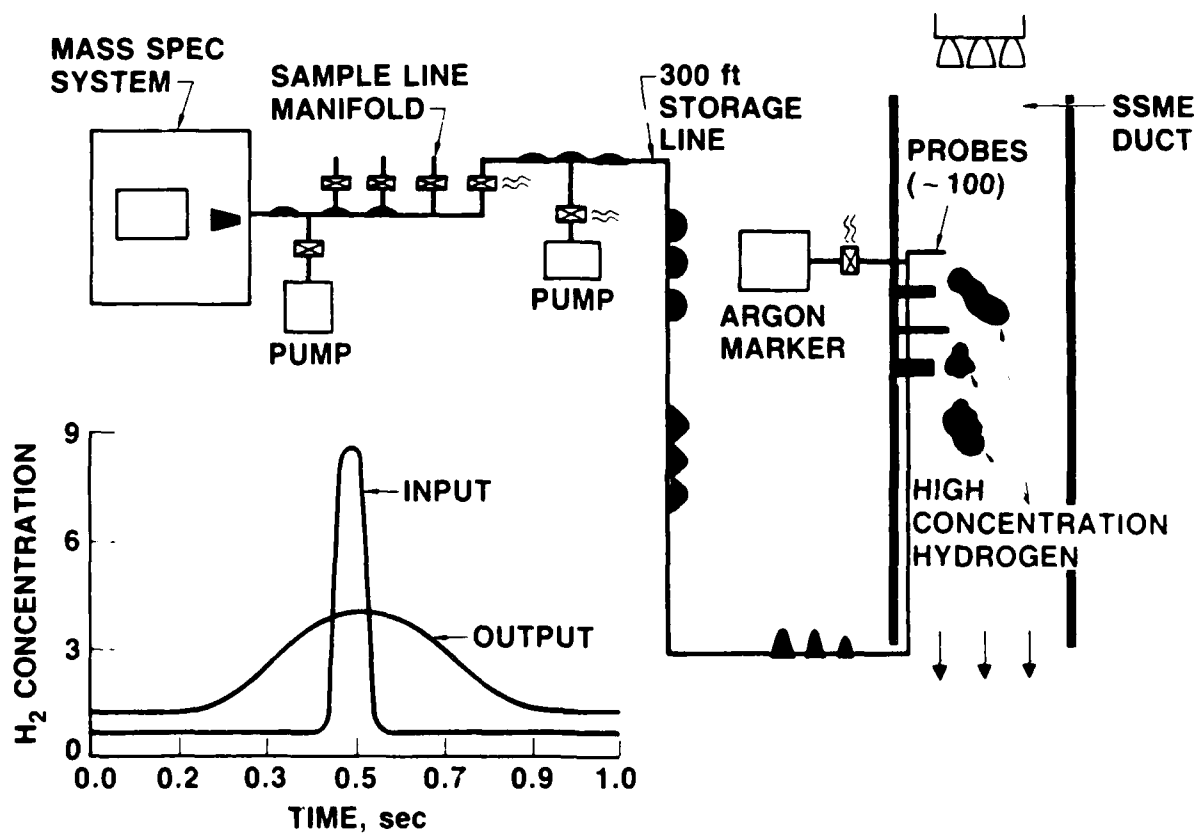 MASS SPEC
SYSTEM
SAMPLE LINE
MANIFOLD
300 ft
STORAGE
LINE
SSME
DUCT
PROBES
(~100)
PUMP
PUMP
ARGON
MARKER
HIGH
CONCENTRATION
HYDROGEN
H₂ CONCENTRATION
9
6
3
0
INPUT
OUTPUT
0.0 0.2 0.3 0.5 0.7 0.9 1.0
TIME, sec